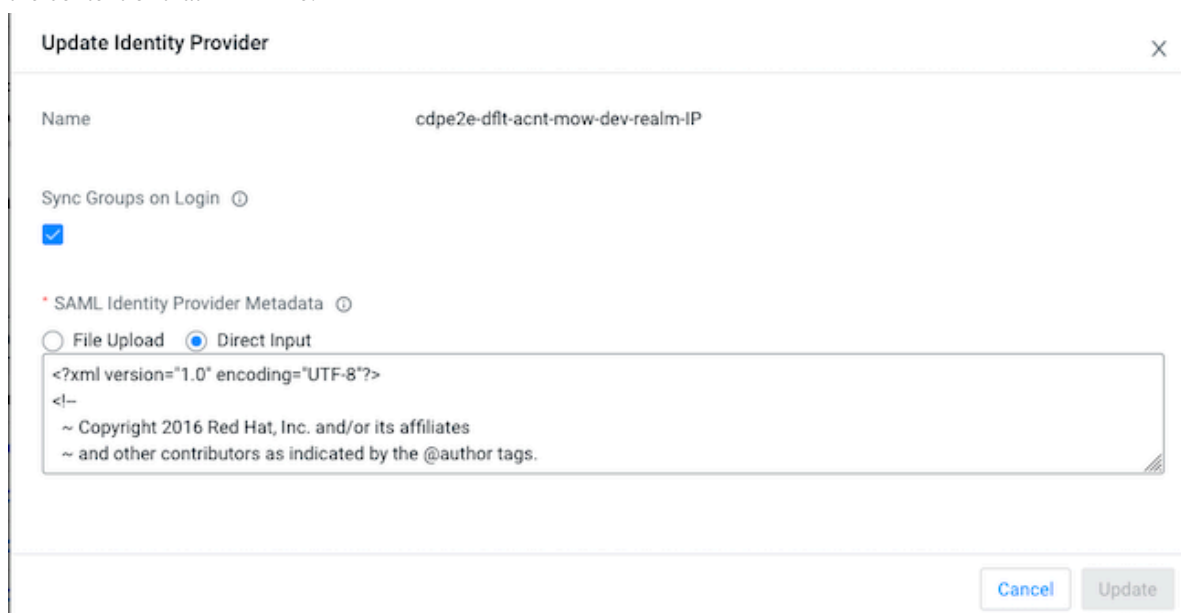 Update Identity Provider
Name cdpe2e-dflt-acnt-mow-dev-realm-IP
Sync Groups on Login
* SAML Identity Provider Metadata
File Upload Direct Input
<?xml version="1.0" encoding="UTF-8"?>
<!--
~ Copyright 2016 Red Hat, Inc. and/or its affiliates
~ and other contributors as indicated by the @author tags.
Cancel Update